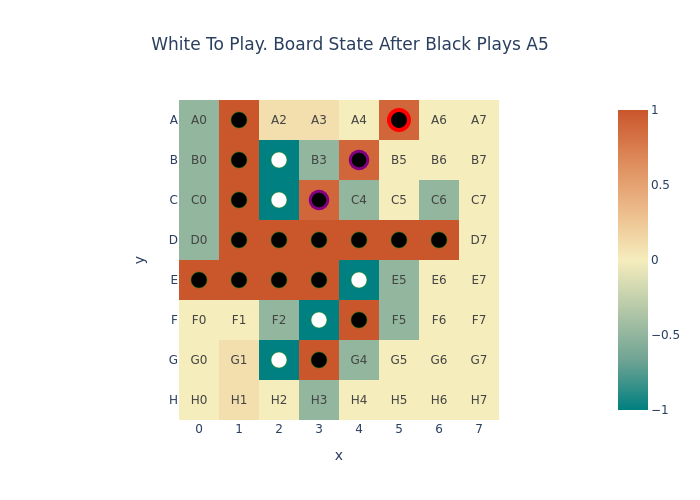 White To Play. Board State After Black Plays A5
A A0 A2 A3 A4 A6 A7
B B0 B3 B5 B6 B7
C C0 C4 C5 C6 C7
D D0 D7
E E5 E6 E7
F F0 F1 F2 F5 F6 F7
G G0 G1 G4 G5 G6 G7
H H0 H1 H2 H3 H4 H5 H6 H7
0 1 2 3 4 5 6 7
x
y
1
0.5
0
−0.5
−1